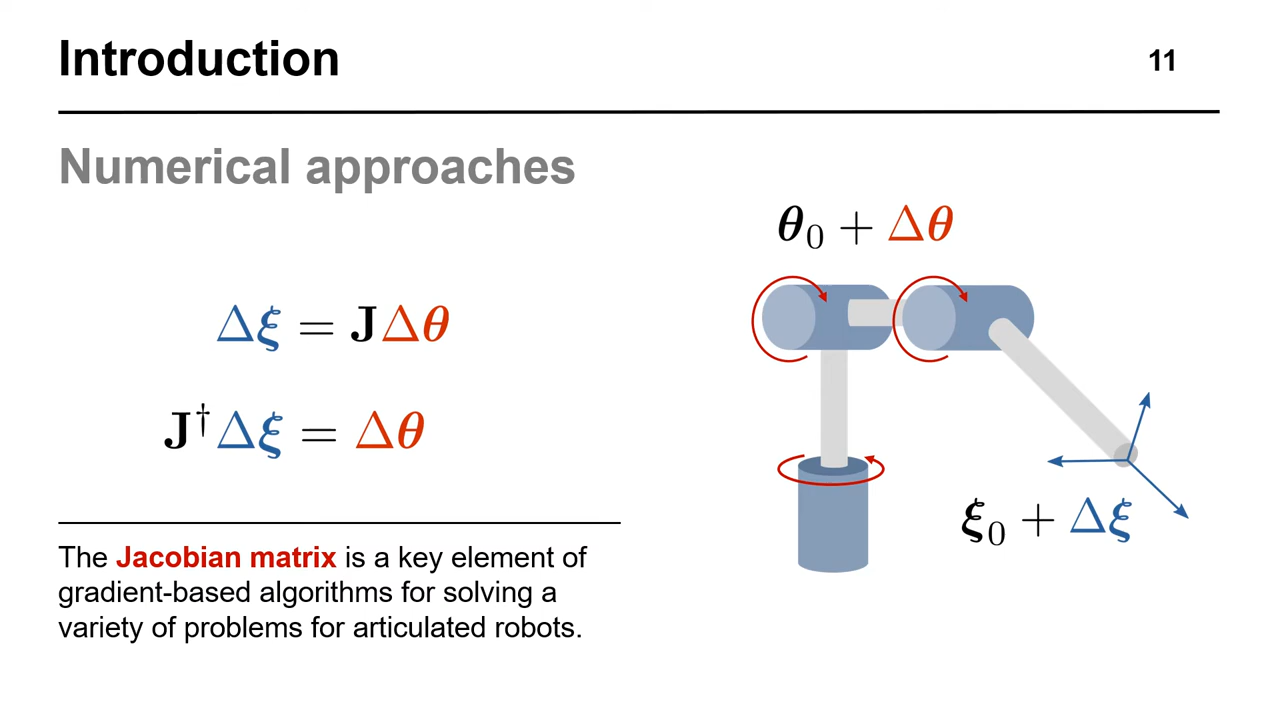 Introduction
11
Numerical approaches
θ₀ + Δθ
Δξ = JΔθ
J†Δξ = Δθ
ξ₀ + Δξ
The Jacobian matrix is a key element of
gradient-based algorithms for solving a
variety of problems for articulated robots.